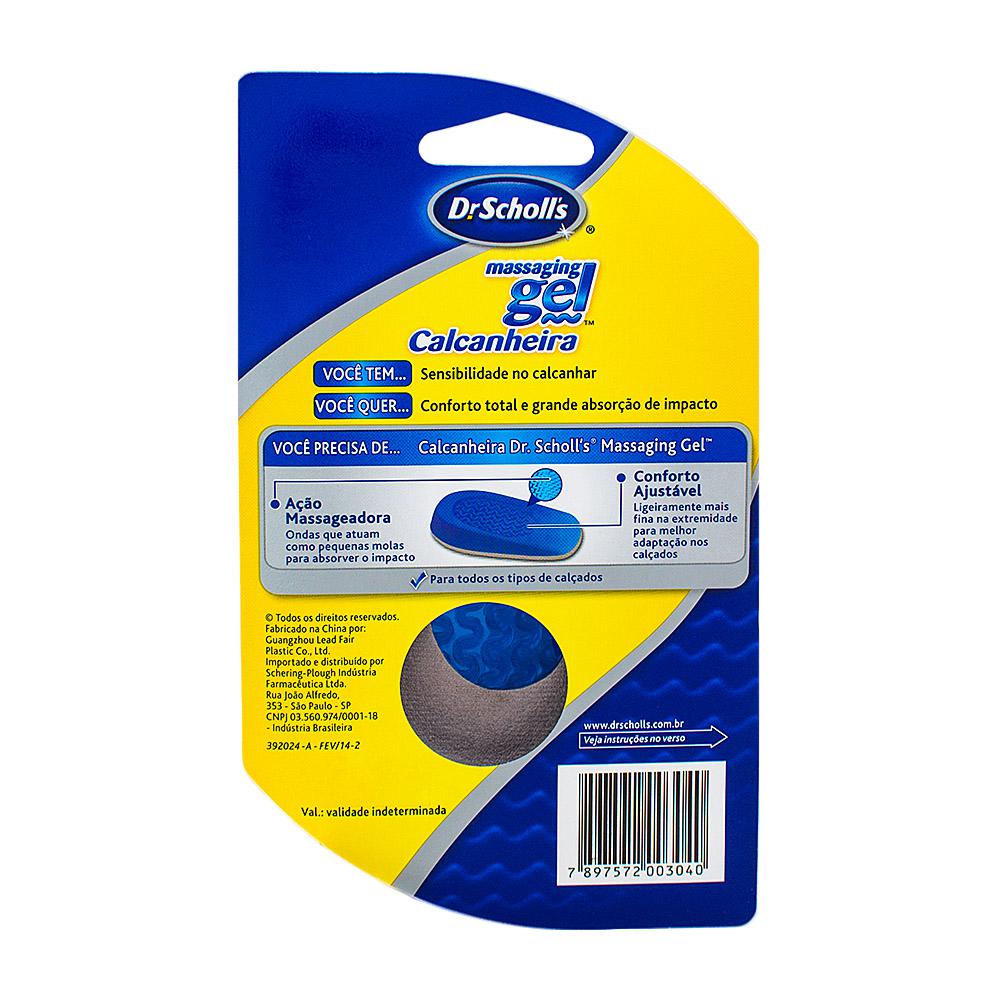 Dr Scholl's®
massaging
gel™
Calcanheira
VOCÊ TEM... Sensibilidade no calcanhar
VOCÊ QUER... Conforto total e grande absorção de impacto
VOCÊ PRECISA DE... Calcanheira Dr. Scholl's® Massaging Gel™
Ação
Massageadora
Ondas que atuam
como pequenas molas
para absorver o impacto
Conforto
Ajustável
Ligeiramente mais
fina na extremidade
para melhor
adaptação nos
calçados
Para todos os tipos de calçados
© Todos os direitos reservados.
Fabricado na China por:
Guangzhou Lead Fair
Plastic Co., Ltd.
Importado e distribuído por
Schering-Plough Indústria
Farmacêutica Ltda.
Rua João Alfredo,
353 - São Paulo - SP
CNPJ 03.560.974/0001-18
- Indústria Brasileira
392024 - A - FEV/14-2
Val.: validade indeterminada
www.drscholls.com.br
Veja instruções no verso
7 897572 003040